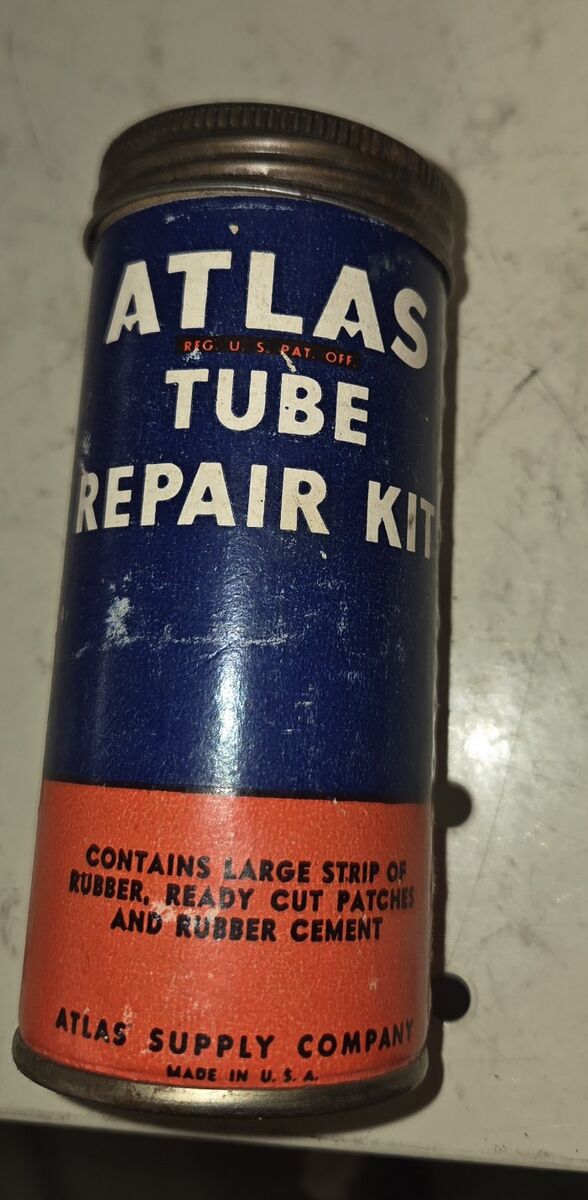 ATLAS
REG. U. S. PAT. OFF.
TUBE
REPAIR KIT
CONTAINS LARGE STRIP OF
RUBBER, READY CUT PATCHES
AND RUBBER CEMENT
ATLAS SUPPLY COMPANY
MADE IN U. S. A.